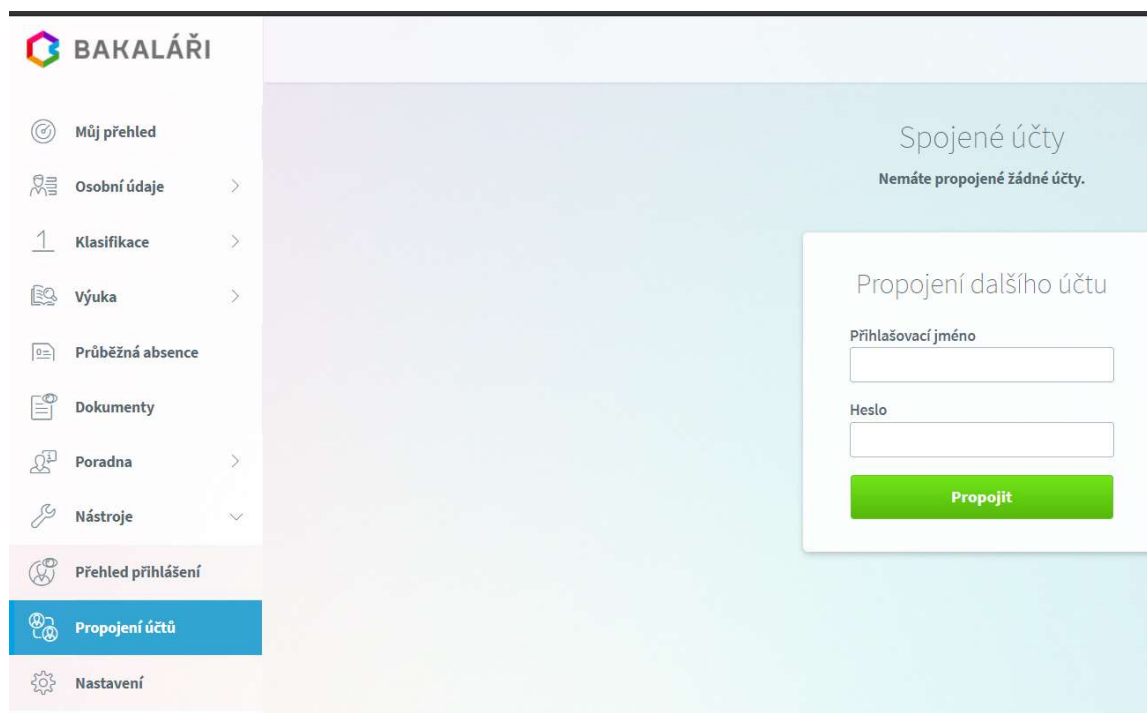 BAKALÁŘI
Můj přehled
Osobní údaje
1 Klasifikace
Výuka
Průběžná absence
Dokumenty
Poradna
Nástroje
Přehled přihlášení
Propojení účtů
Nastavení
Spojené účty
Nemáte propojené žádné účty.
Propojení dalšího účtu
Přihlašovací jméno
Heslo
Propojit